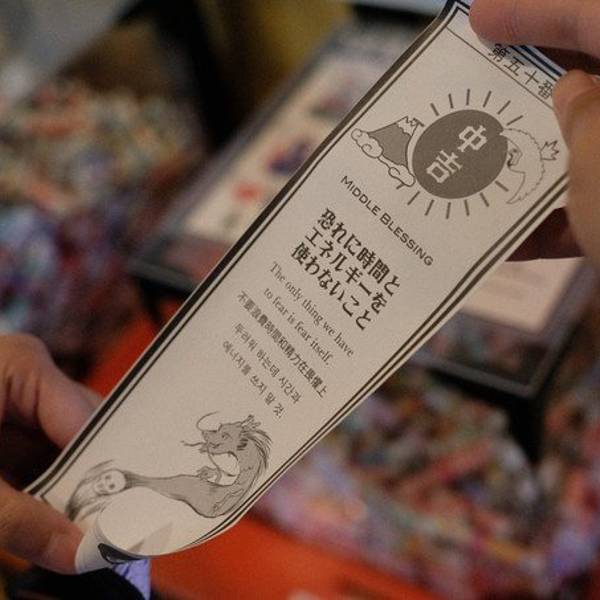 第五十番
中吉
MIDDLE BLESSING
恐れに時間と
エネルギーを
使わないこと
The only thing we have
to fear is fear itself.
不要浪費時間和精力在畏懼上
두려워 하는데 시간과
에너지를 쓰지 말 것.